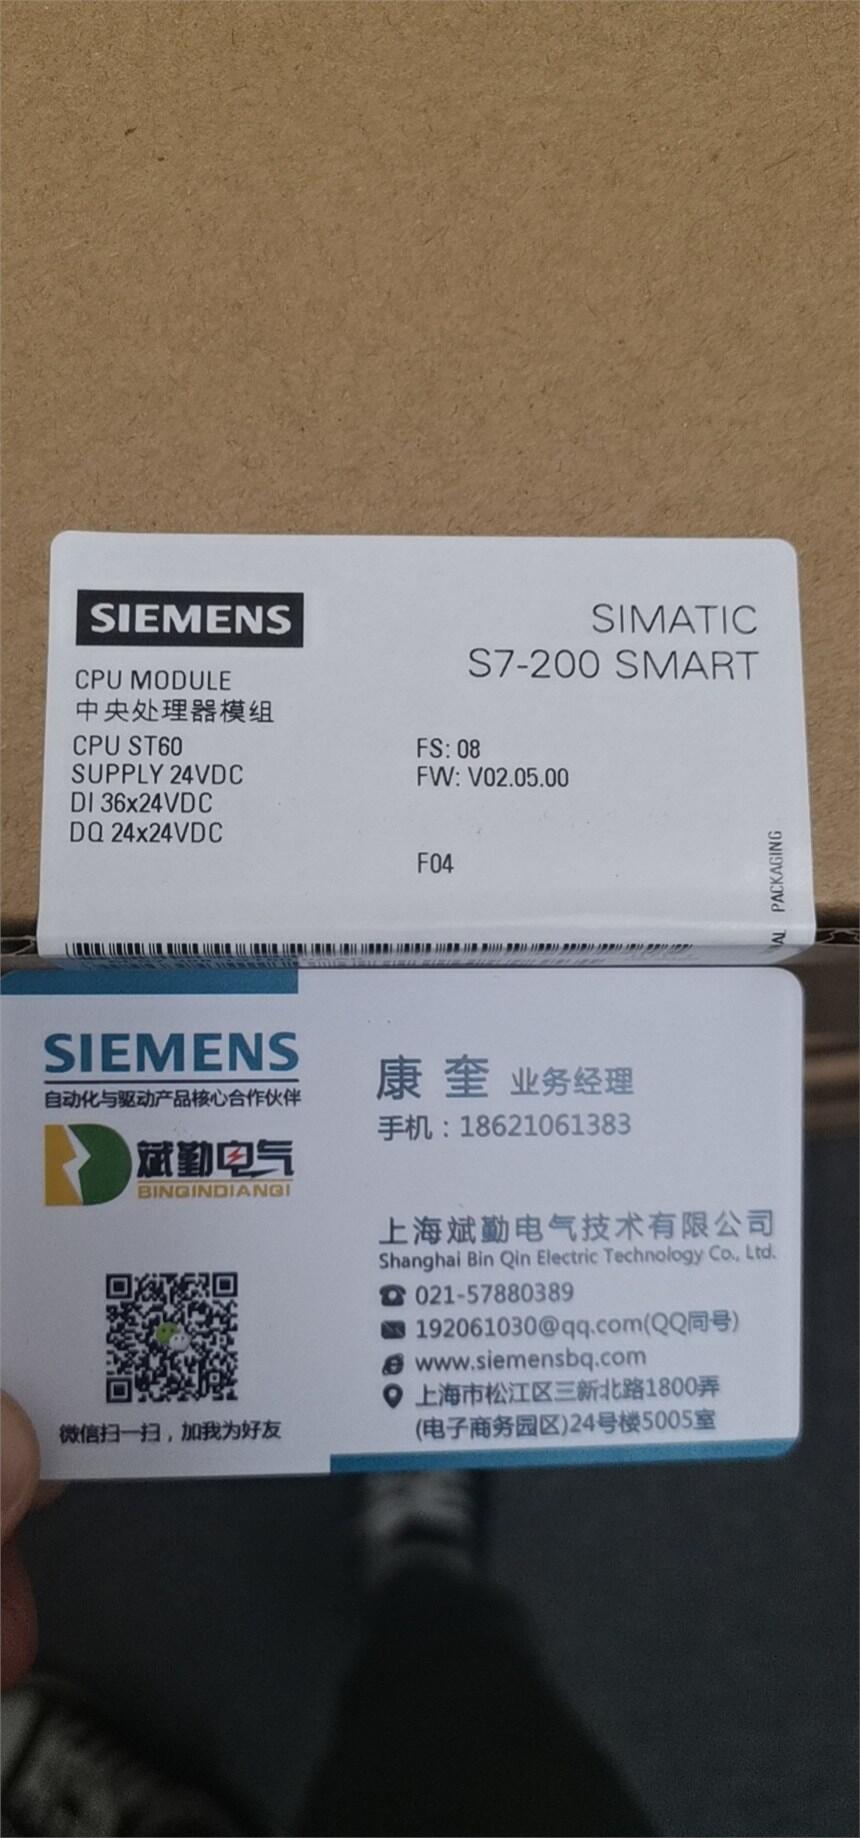 SIEMENS
SIMATIC
S7-200 SMART
CPU MODULE
中央处理器模组
CPU ST60
SUPPLY 24VDC
DI 36x24VDC
DQ 24x24VDC
FS: 08
FW: V02.05.00
F04
PACKAGING
SIEMENS
自动化与驱动产品核心合作伙伴
斌勤电气
BINQINDIANQI
微信扫一扫，加我为好友
康 奎 业务经理
手机：18621061383
上海斌勤电气技术有限公司
Shanghai Bin Qin Electric Technology Co., Ltd.
021-57880389
192061030@qq.com(QQ同号)
www.siemensbq.com
上海市松江区三新北路1800弄
(电子商务园区)24号楼5005室